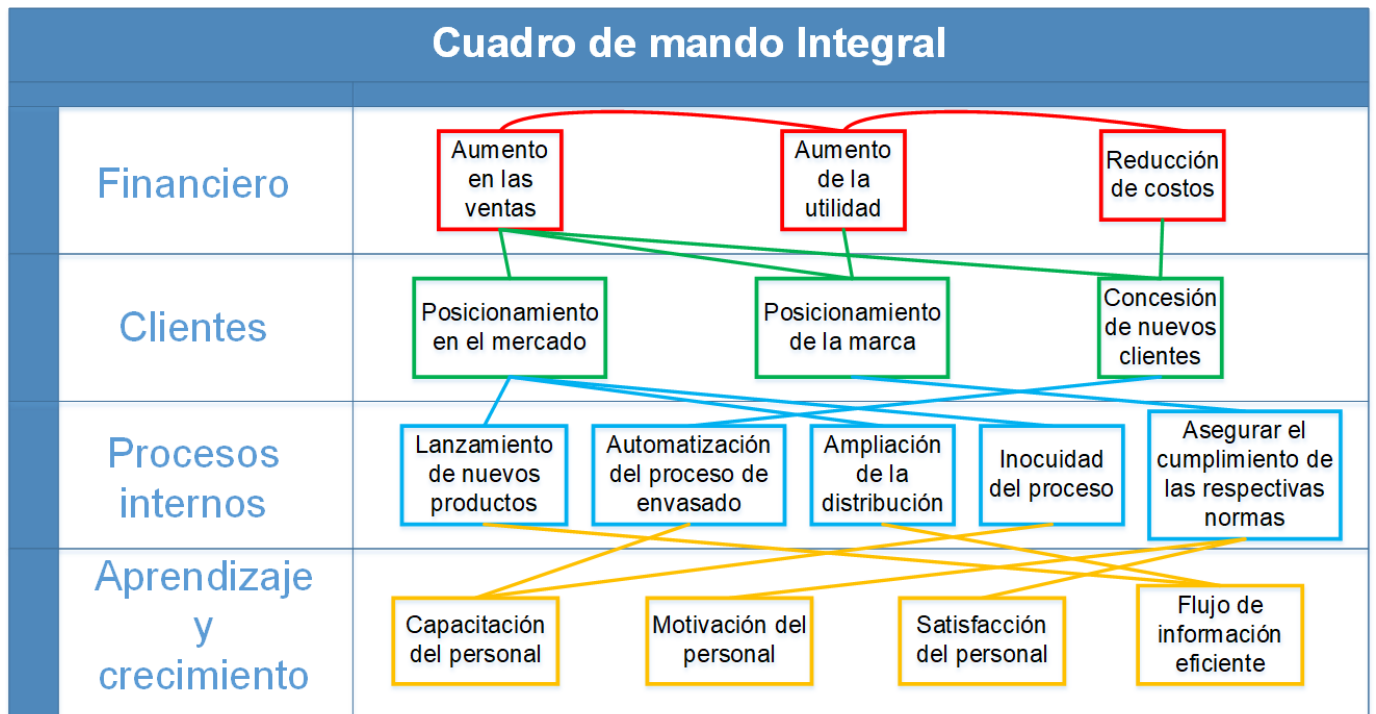 Cuadro de mando Integral
Financiero
Aumento
en las
ventas
Aumento
de la
utilidad
Reducción
de costos
Clientes
Posicionamiento
en el mercado
Posicionamiento
de la marca
Concesión
de nuevos
clientes
Procesos
internos
Lanzamiento
de nuevos
productos
Automatización
del proceso de
envasado
Ampliación
de la
distribución
Inocuidad
del proceso
Asegurar el
cumplimiento de
las respectivas
normas
Aprendizaje
y
crecimiento
Capacitación
del personal
Motivación del
personal
Satisfacción
del personal
Flujo de
información
eficiente